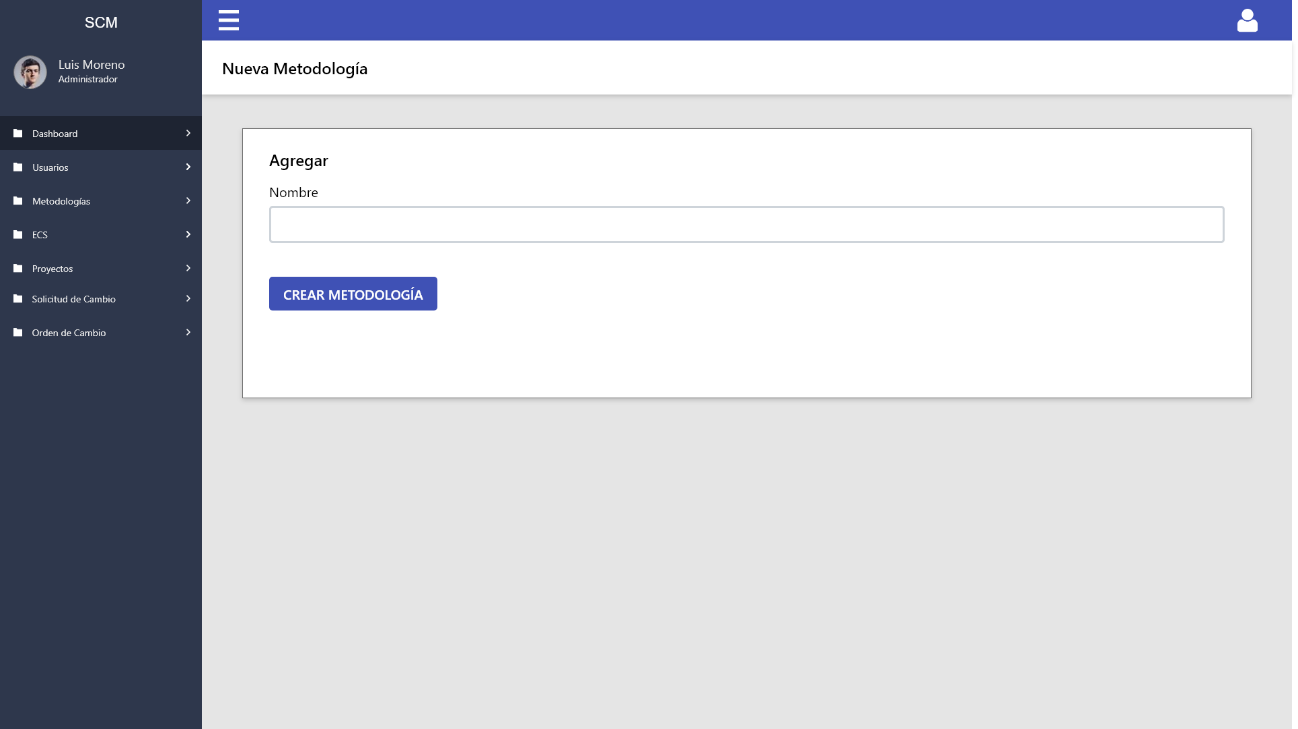 SCM
Luis Moreno
Administrador
Dashboard
Usuarios
Metodologías
ECS
Proyectos
Solicitud de Cambio
Orden de Cambio
Nueva Metodología
Agregar
Nombre
CREAR METODOLOGÍA